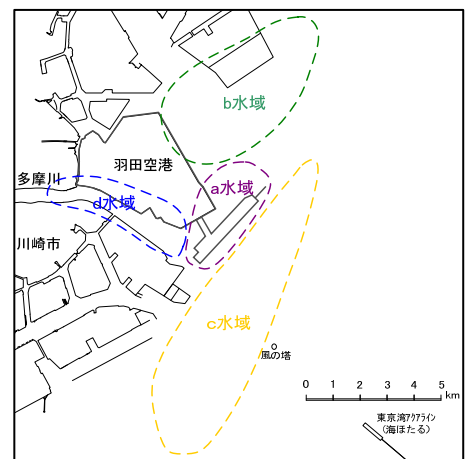 b水域
羽田空港
多摩川
a水域
d水域
川崎市
c水域
風の塔
0 1 2 3 4 5
km
東京湾ｱｸｱﾗｲﾝ
(海ほたる)